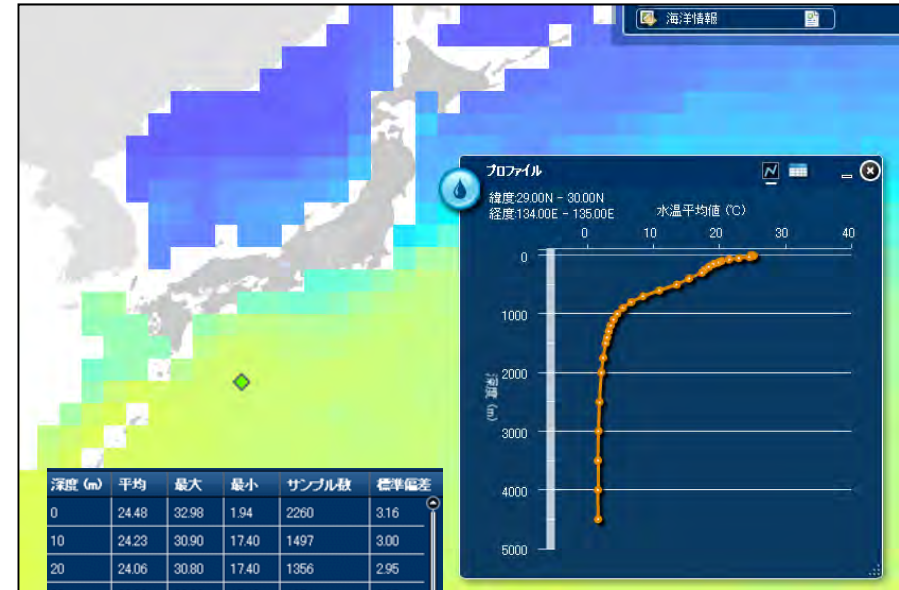 海洋情報
プロファイル
緯度:29.00N - 30.00N
経度:134.00E - 135.00E
水温平均値 (℃)
0 10 20 30 40
0
1000
2000
3000
4000
5000
深度 (m)
深度 (m) 平均 最大 最小 サンプル数 標準偏差
0 24.48 32.98 1.94 2260 3.16
10 24.23 30.90 17.40 1497 3.00
20 24.06 30.80 17.40 1356 2.95